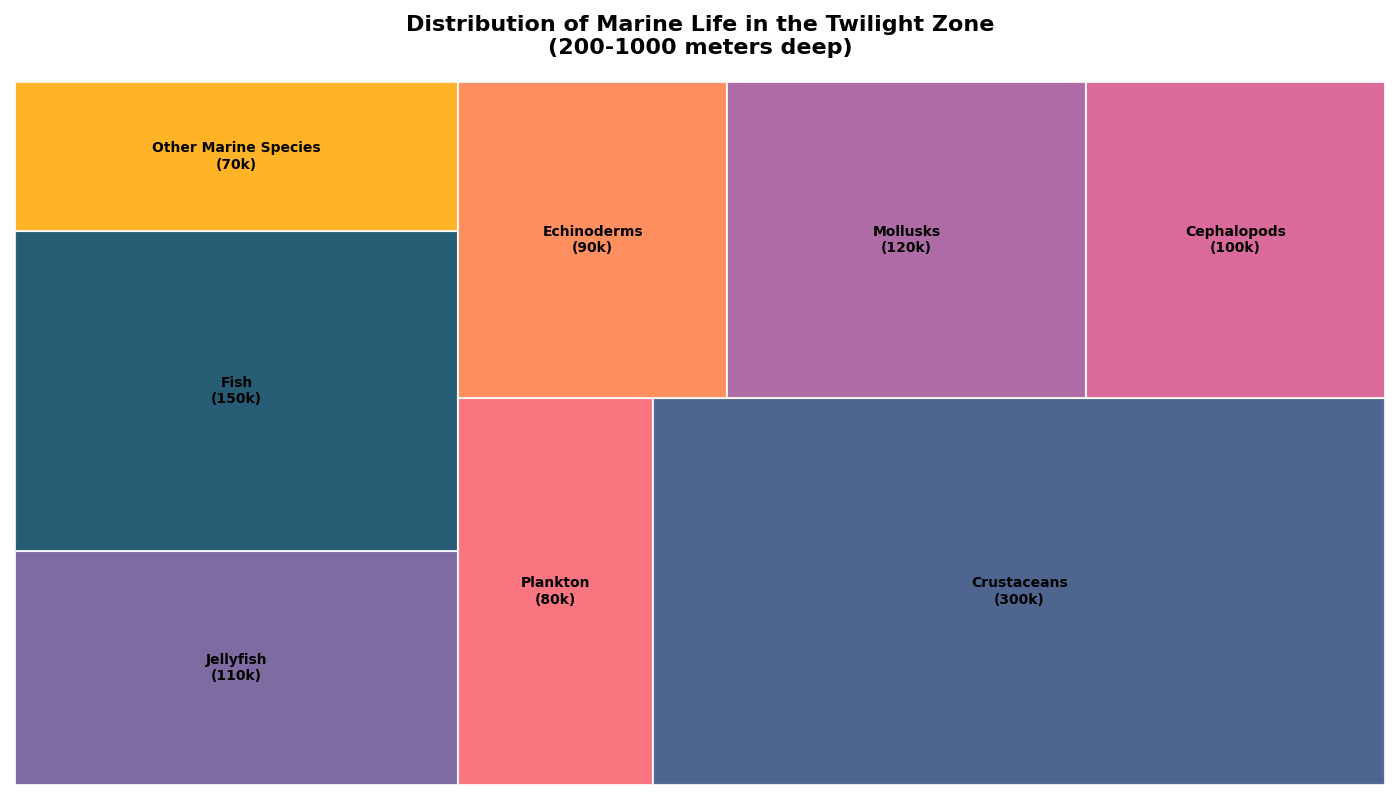 Distribution of Marine Life in the Twilight Zone
(200-1000 meters deep)
Other Marine Species
(70k)
Fish
(150k)
Jellyfish
(110k)
Echinoderms
(90k)
Mollusks
(120k)
Cephalopods
(100k)
Plankton
(80k)
Crustaceans
(300k)